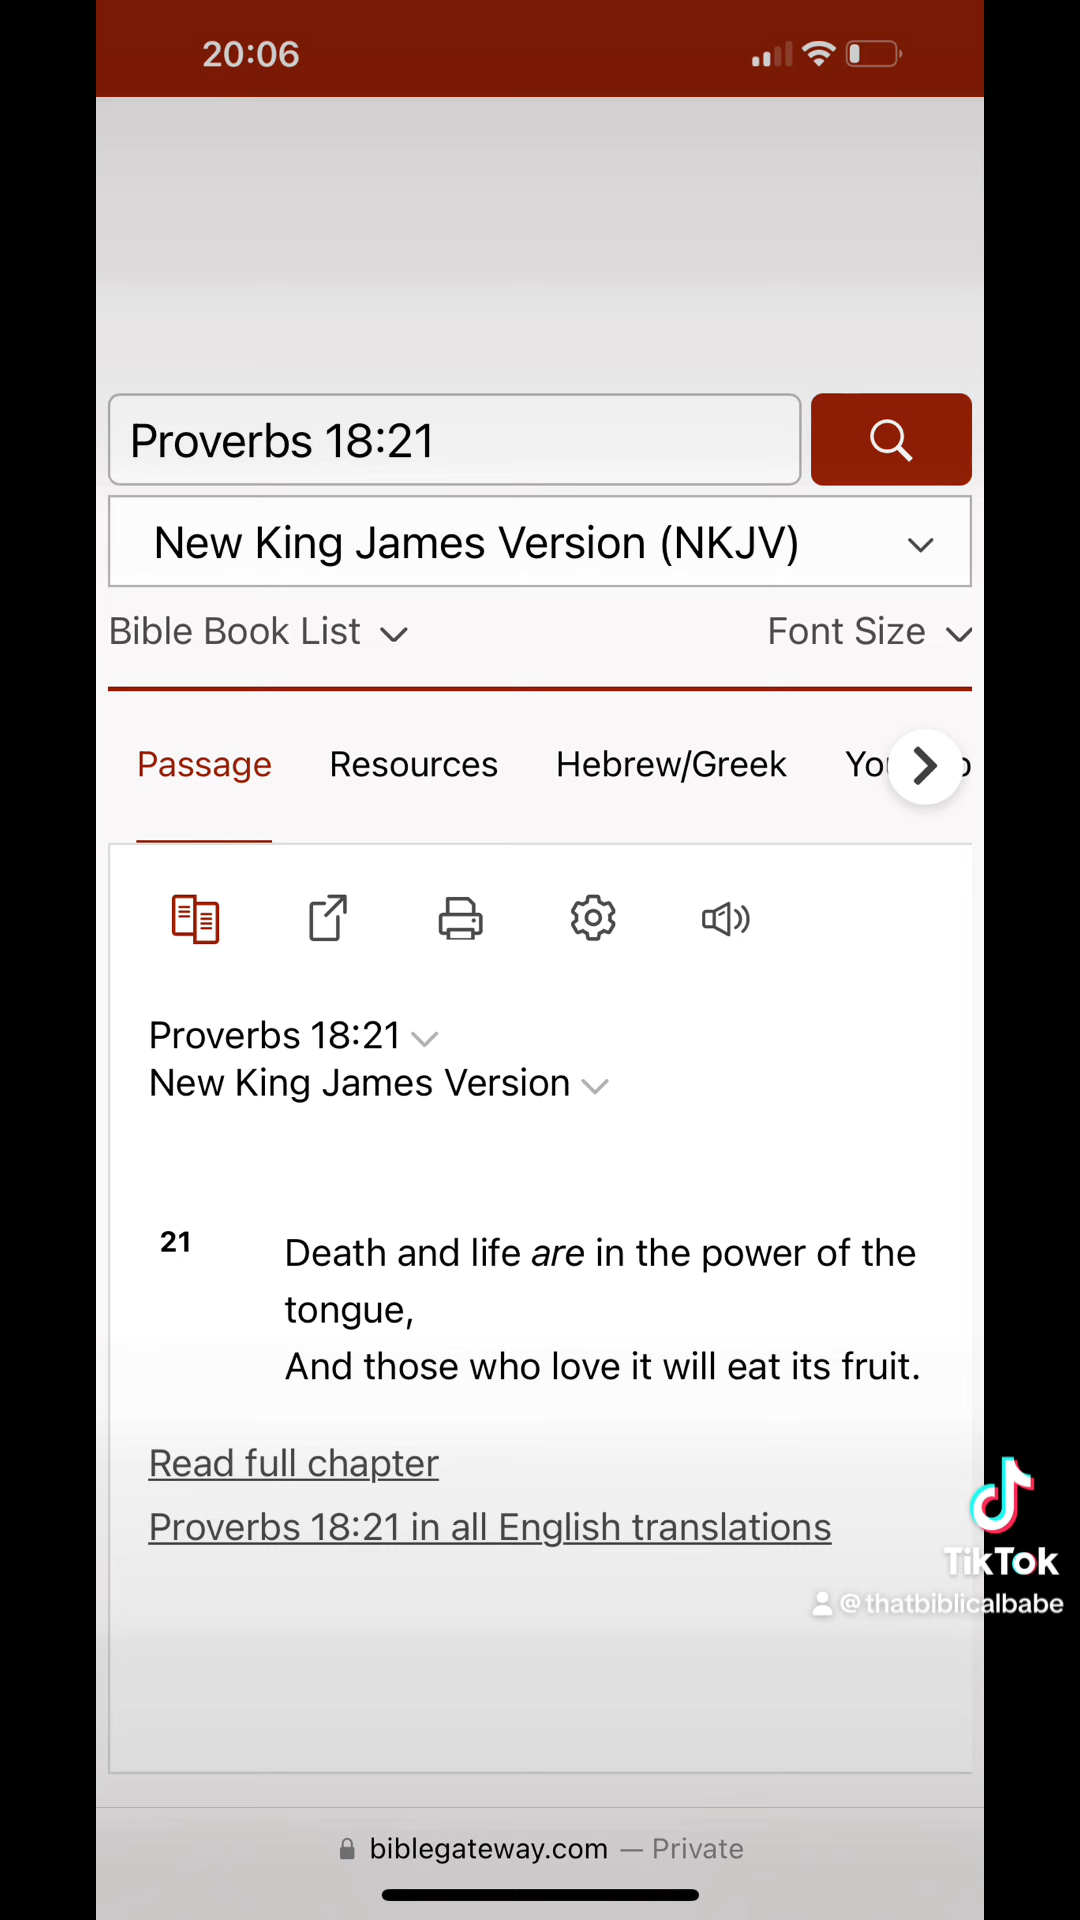 20:06
Proverbs 18:21
New King James Version (NKJV)
Bible Book List
Font Size
Passage Resources Hebrew/Greek
Proverbs 18:21
New King James Version
21 Death and life are in the power of the
tongue,
And those who love it will eat its fruit.
Read full chapter
Proverbs 18:21 in all English translations
TikTok
@thatbiblicalbabe
biblegateway.com — Private